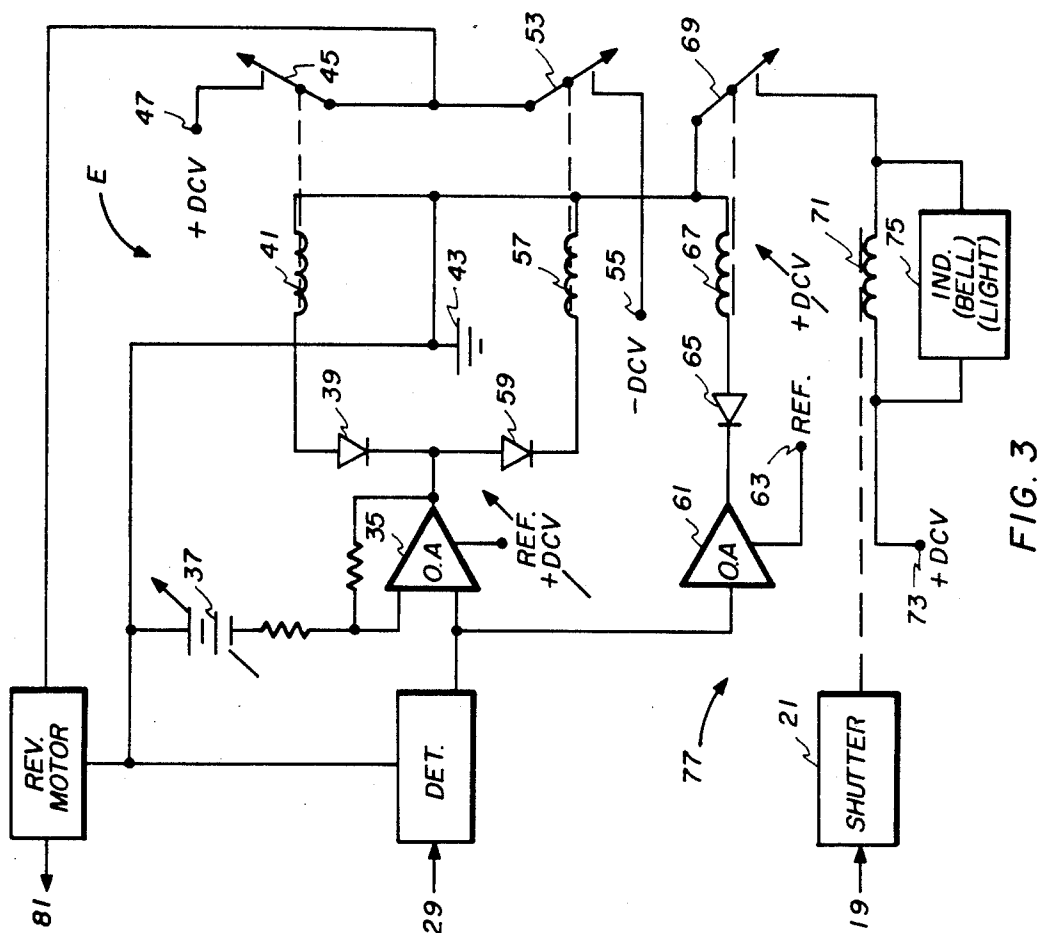 81
REV.
MOTOR
29
DET.
19
SHUTTER
21
77
37
35
O.A
REF.
+DCV
39
59
43
41
57
E
+DCV
47
45
53
-DCV
55
61
O.A
63
REF.
65
67
+DCV
69
71
75
IND.
(BELL)
(LIGHT)
73
+DCV
FIG. 3